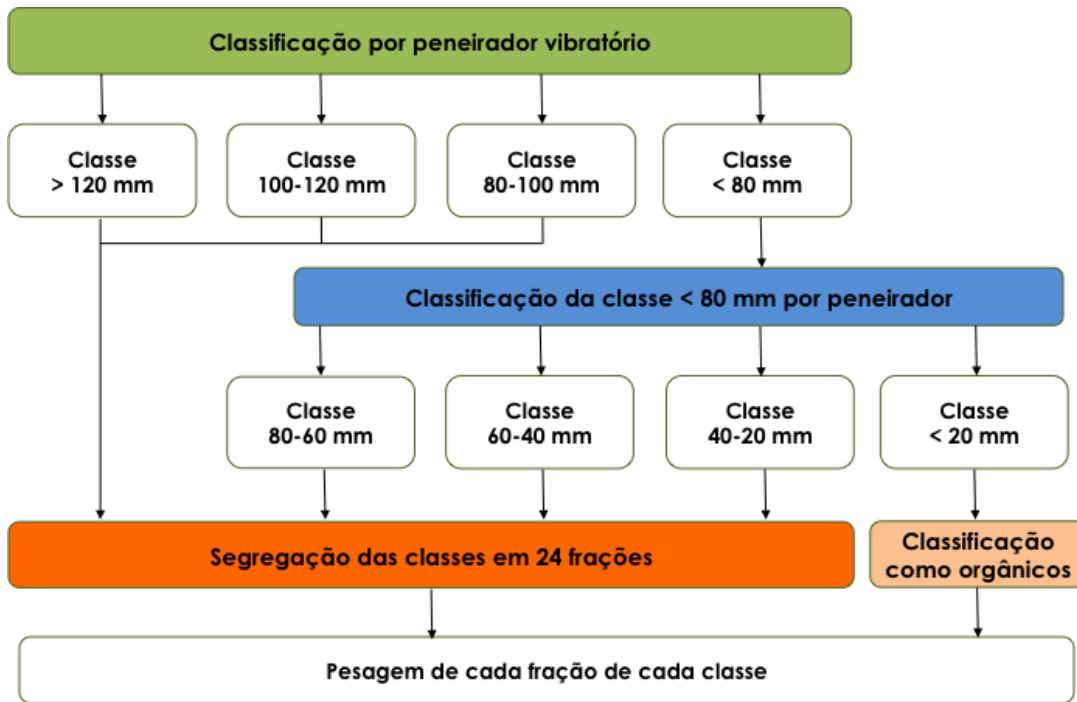 Classificação por peneirador vibratório
Classe
> 120 mm
Classe
100-120 mm
Classe
80-100 mm
Classe
< 80 mm
Classificação da classe < 80 mm por peneirador
Classe
80-60 mm
Classe
60-40 mm
Classe
40-20 mm
Classe
< 20 mm
Segregação das classes em 24 frações
Classificação
como orgânicos
Pesagem de cada fração de cada classe